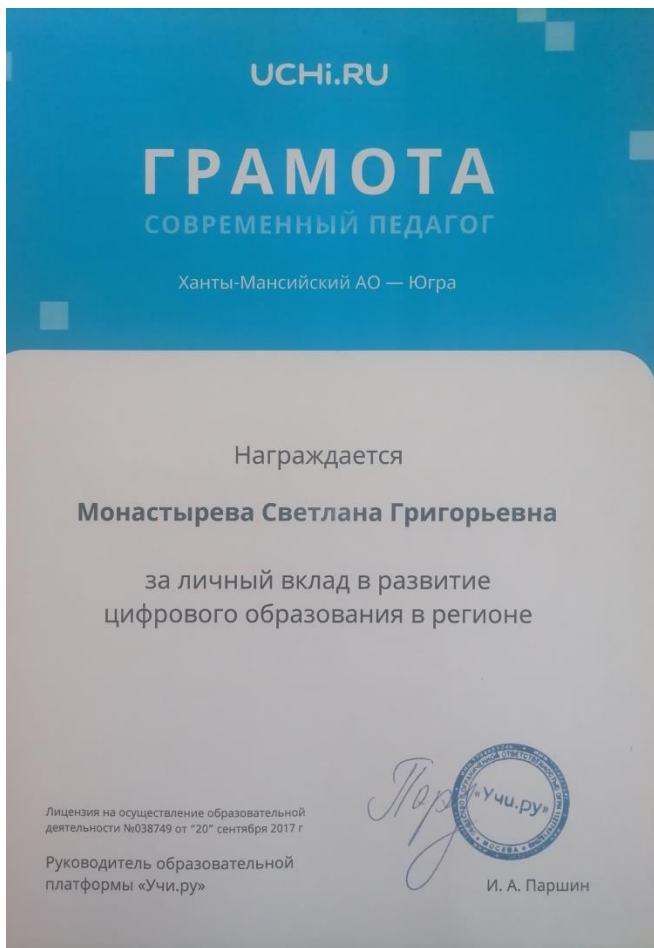 UCHi.RU
ГРАМОТА
СОВРЕМЕННЫЙ ПЕДАГОГ
Ханты-Мансийский АО — Югра
Награждается
Монастырева Светлана Григорьевна
за личный вклад в развитие
цифрового образования в регионе
Лицензия на осуществление образовательной
деятельности №038749 от "20" сентября 2017 г
Руководитель образовательной
платформы «Учи.ру»
«Учи.ру»
МОСКВА
И. А. Паршин